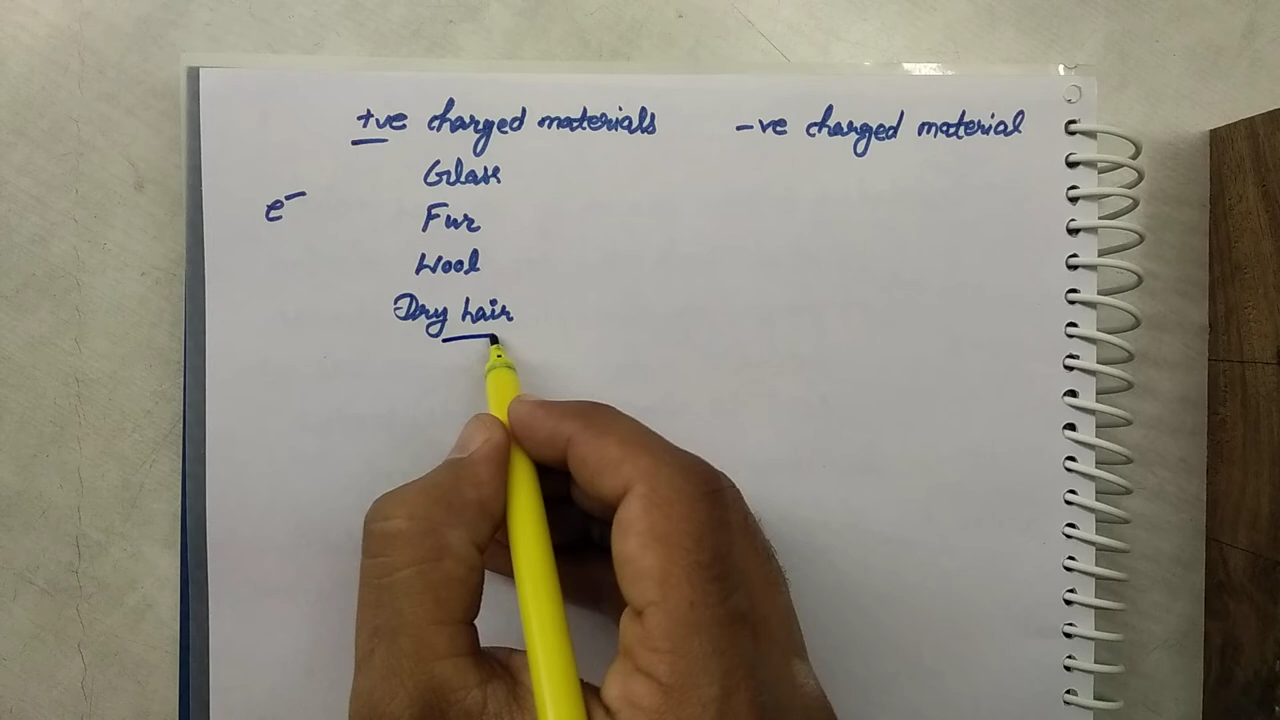 +ve charged materials -ve charged material
Glass
e⁻
Fur
Wool
Dry hair